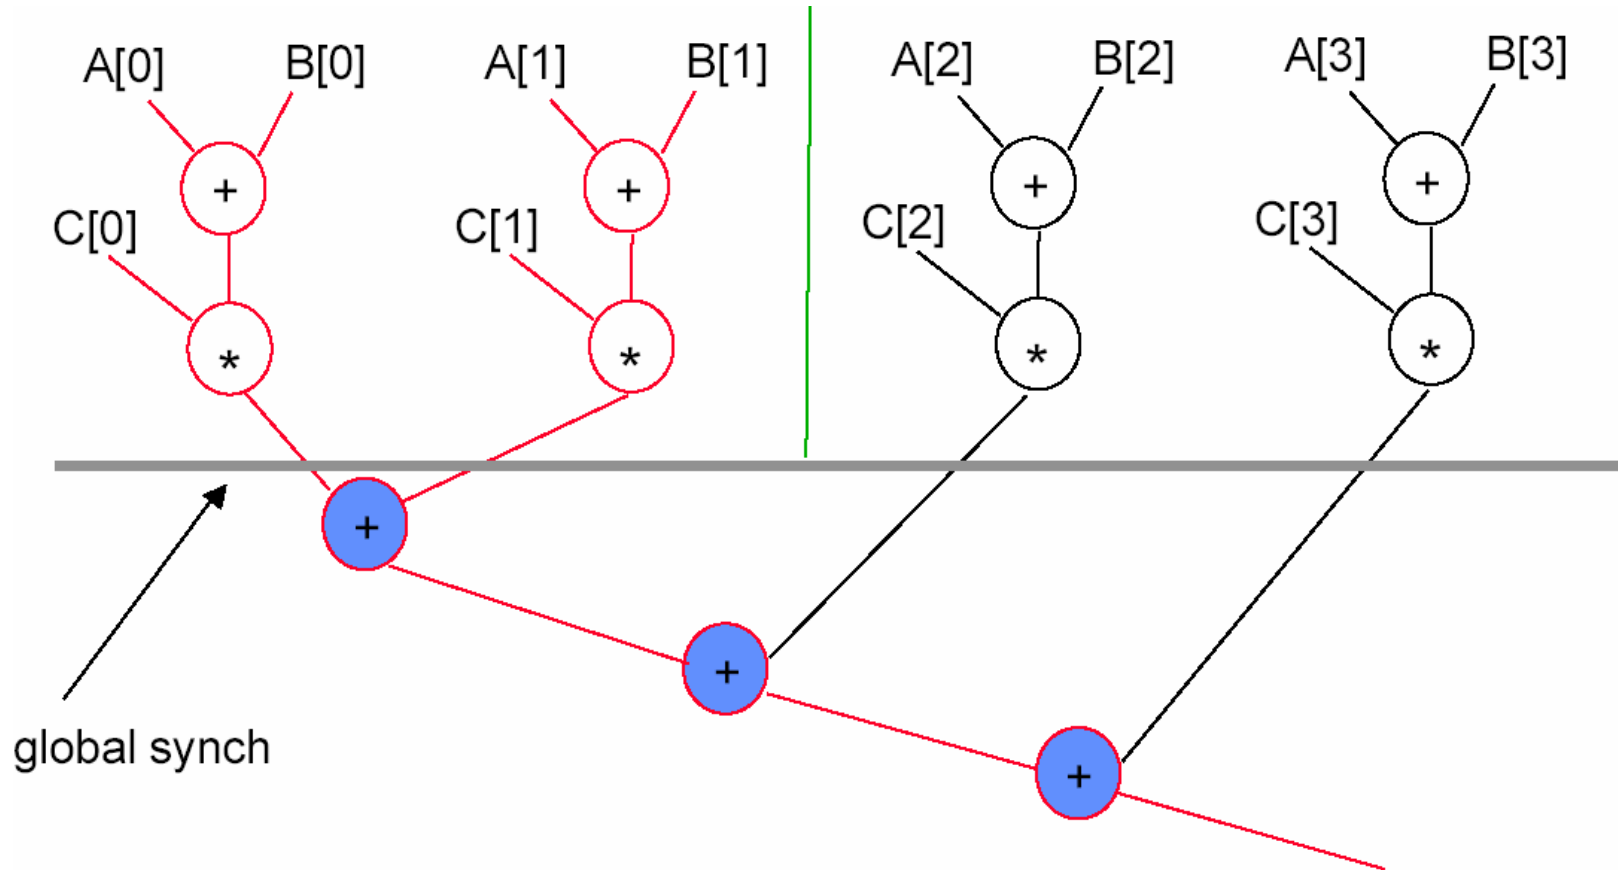 A[0] B[0] A[1] B[1] A[2] B[2] A[3] B[3]
+ + + +
C[0] C[1] C[2] C[3]
* * * *
+
+
global synch
+